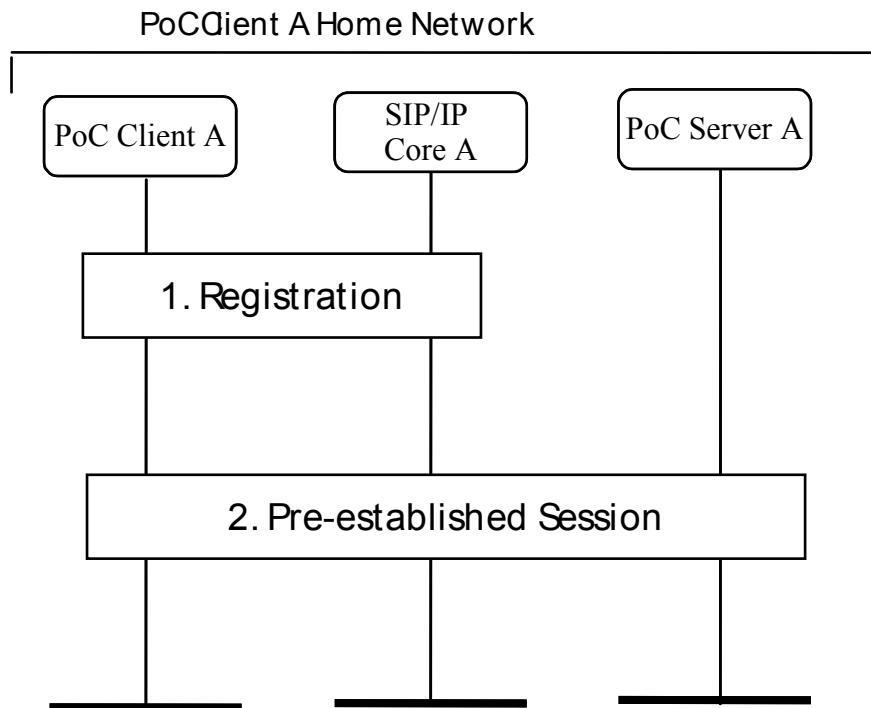 PoCClient A Home Network
PoC Client A
SIP/IP
Core A
PoC Server A
1. Registration
2. Pre-established Session